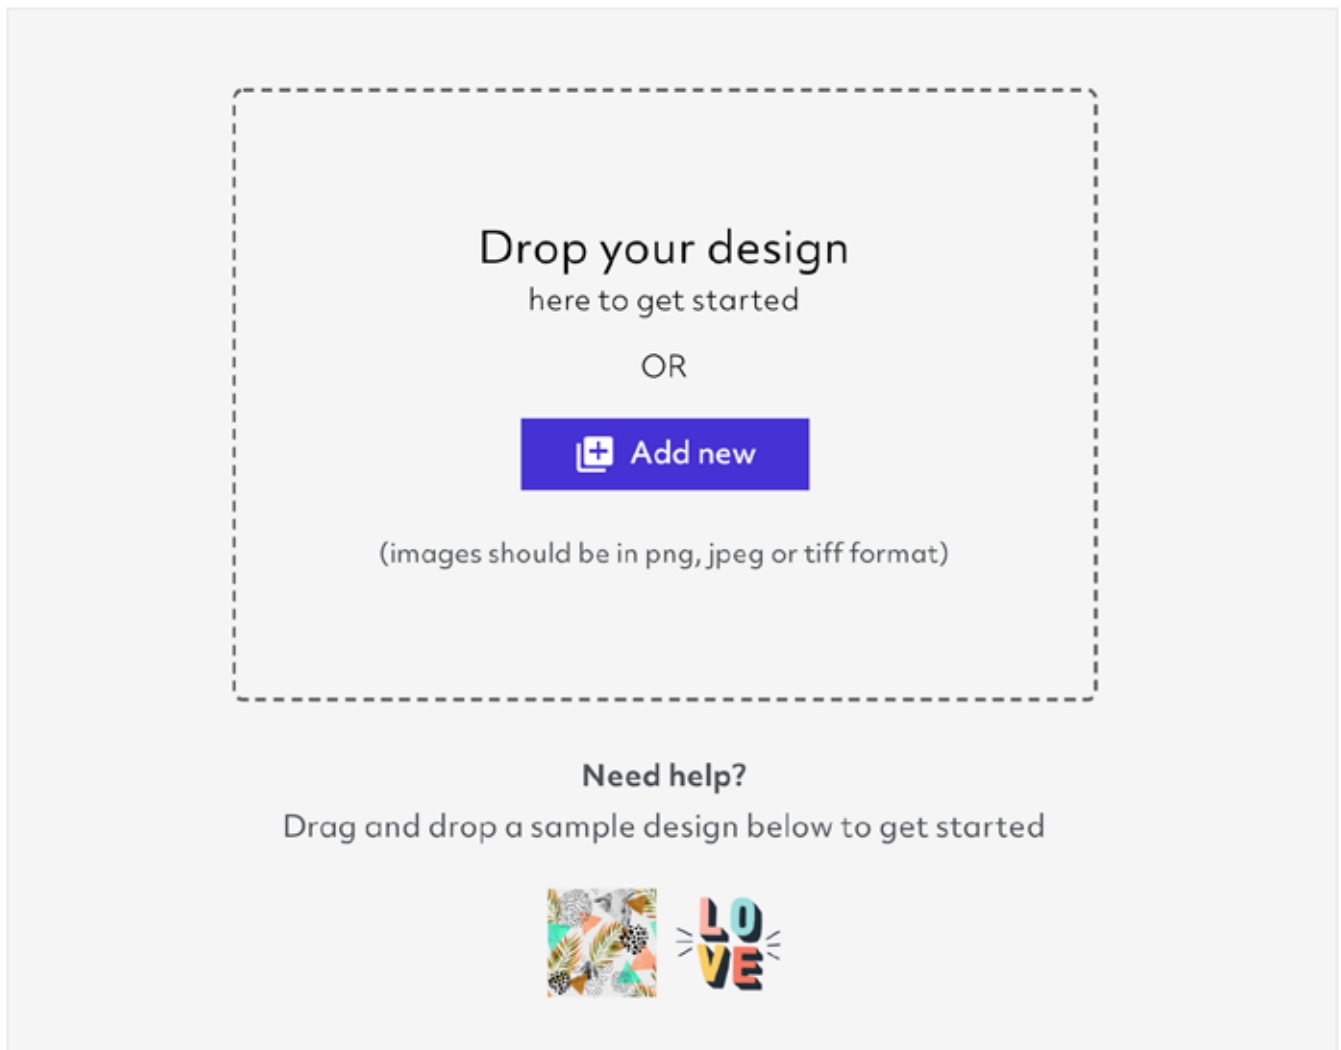 Drop your design
here to get started
OR
Add new
(images should be in png, jpeg or tiff format)
Need help?
Drag and drop a sample design below to get started
LO
VE